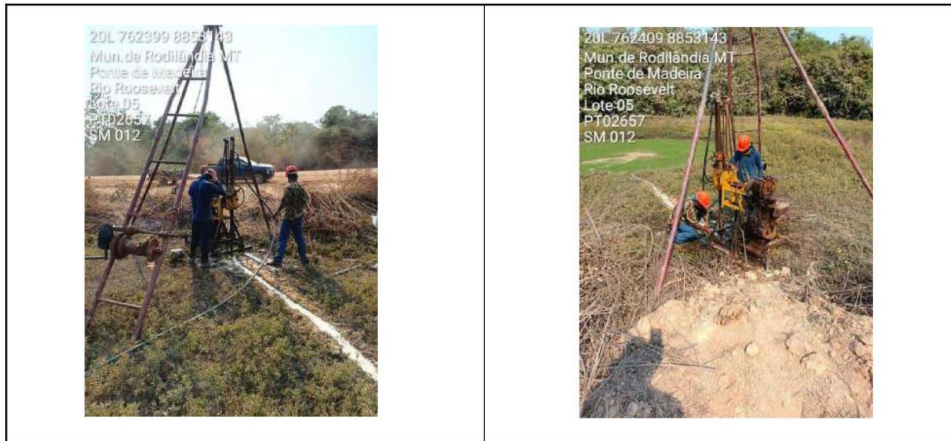 20L 762399 8853143
Mun.de Rodilândia MT
Ponte de Madeira
Rio Roosevelt
Lote 05
PT02657
SM 012
20L 762409 8853143
Mun.de Rodilândia MT
Ponte de Madeira
Rio Roosevelt
Lote 05
PT02657
SM 012